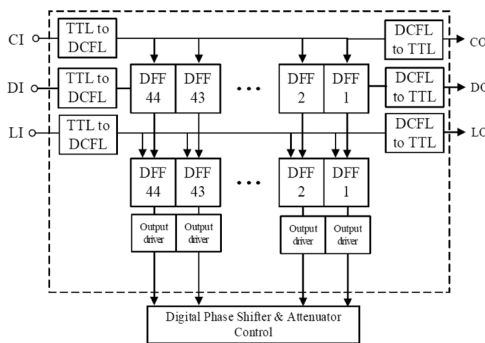 CI
TTL to
DCFL
DCFL
to TTL
CO
DI
TTL to
DCFL
DFF
44
DFF
43
...
DFF
2
DFF
1
DCFL
to TTL
DO
LI
TTL to
DCFL
DCFL
to TTL
LO
DFF
44
DFF
43
...
DFF
2
DFF
1
Output
driver
Output
driver
Output
driver
Output
driver
Digital Phase Shifter & Attenuator
Control